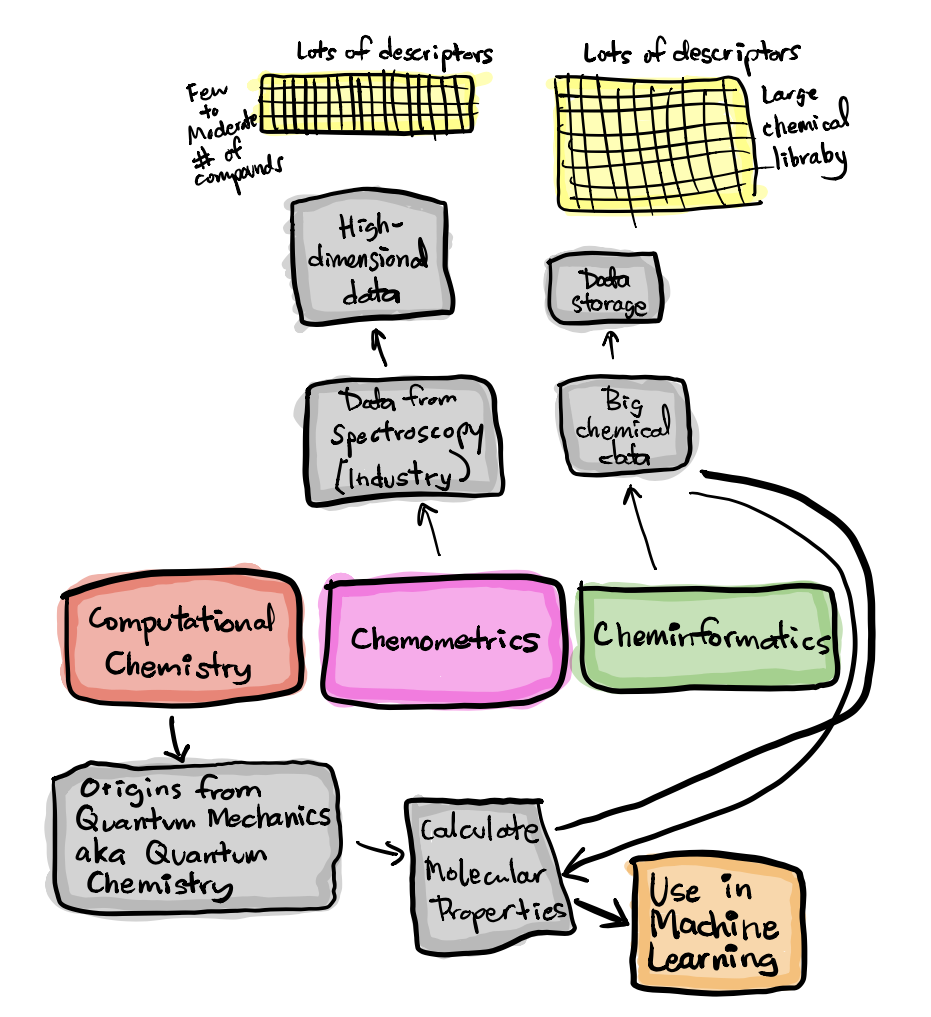 Lots of descriptors
Few
to
Moderate
# of
compounds
Lots of descriptors
Large
chemical
libraby
High-
dimensional
data
Data
storage
Data from
Spectroscopy
(Industry)
Big
chemical
data
Computational
Chemistry
Chemometrics
Cheminformatics
Origins from
Quantum Mechanics
aka Quantum
Chemistry
Calculate
Molecular
Properties
Use in
Machine
Learning